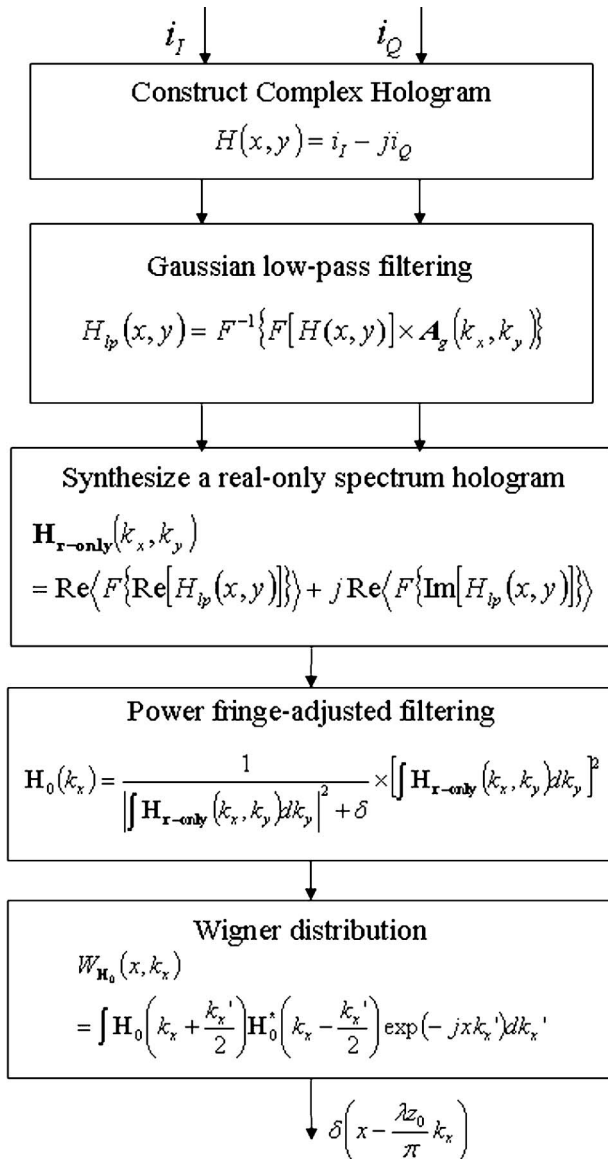 i_I i_Q
Construct Complex Hologram
H(x, y) = i_I − ji_Q
Gaussian low-pass filtering
H_lp(x, y) = F^{-1}{F[H(x, y)] × A_g(k_x, k_y)}
Synthesize a real-only spectrum hologram
H_r-only(k_x, k_y)
= Re⟨F{Re[H_lp(x, y)]}⟩ + j Re⟨F{Im[H_lp(x, y)]}⟩
Power fringe-adjusted filtering
H_0(k_x) = 1 / (|∫ H_r-only(k_x, k_y)dk_y|^2 + δ) × [∫ H_r-only(k_x, k_y)dk_y]^2
Wigner distribution
W_{H_0}(x, k_x)
= ∫ H_0(k_x + k_x'/2) H_0^*(k_x − k_x'/2) exp(− jxk_x')dk_x'
δ(x − (λz_0/π) k_x)